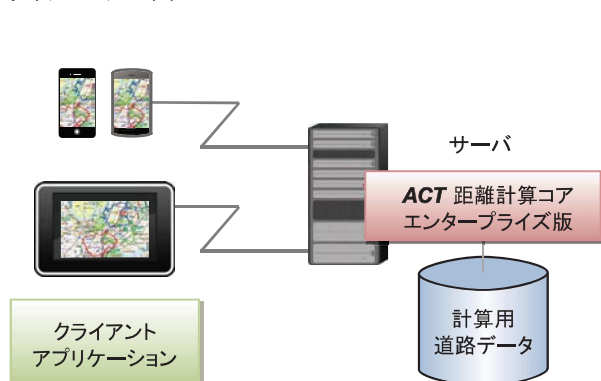 サーバ
ACT 距離計算コア
エンタープライズ版
計算用
道路データ
クライアント
アプリケーション